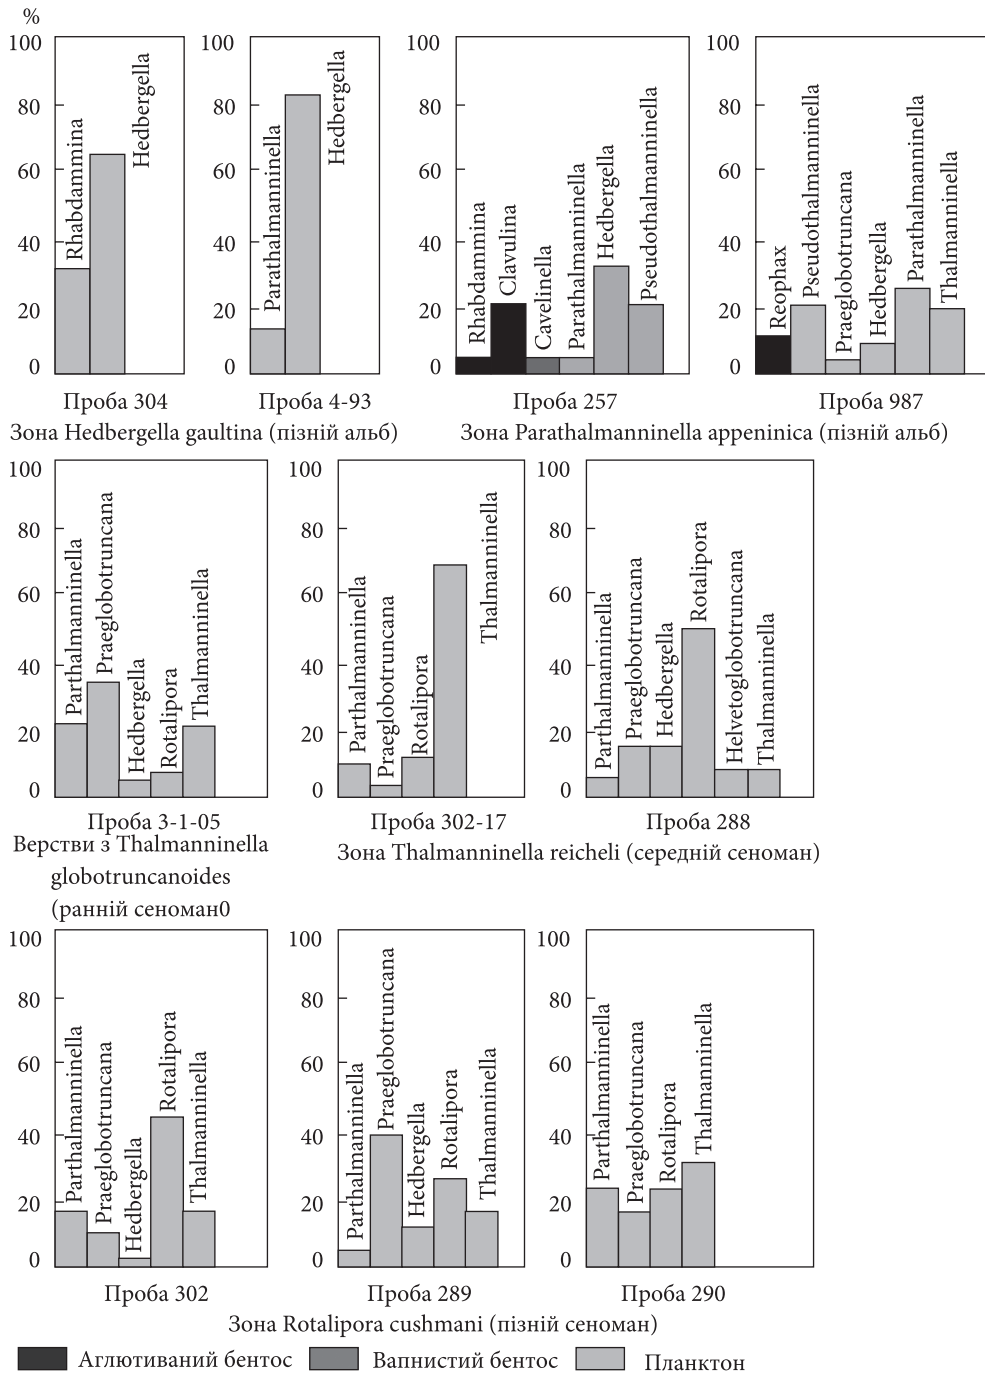 %
100 100 100 100
80 80 80 80
60 60 60 60
40 40 40 40
20 20 20 20
0 0 0 0
Rhabdammina
Hedbergella
Parathalmanninella
Hedbergella
Rhabdammina
Clavulina
Cavelinella
Parathalmanninella
Hedbergella
Pseudothalmanninella
Reophax
Pseudothalmanninella
Praeglobotruncana
Hedbergella
Parathalmanninella
Thalmanninella
Проба 304 Проба 4-93 Проба 257 Проба 987
Зона Hedbergella gaultina (пізній альб) Зона Parathalmanninella appeninica (пізній альб)
100 100 100
80 80 80
60 60 60
40 40 40
20 20 20
0 0 0
Parthalmanninella
Praeglobotruncana
Hedbergella
Rotalipora
Thalmanninella
Parthalmanninella
Praeglobotruncana
Rotalipora
Thalmanninella
Parthalmanninella
Praeglobotruncana
Hedbergella
Rotalipora
Helvetoglobotruncana
Thalmanninella
Проба 3-1-05 Проба 302-17 Проба 288
Верстви з Thalmanninella
globotruncanoides
(ранній сеноман0
Зона Thalmanninella reicheli (середній сеноман)
100 100 100
80 80 80
60 60 60
40 40 40
20 20 20
0 0 0
Parthalmanninella
Praeglobotruncana
Hedbergella
Rotalipora
Thalmanninella
Parthalmanninella
Praeglobotruncana
Hedbergella
Rotalipora
Thalmanninella
Parthalmanninella
Praeglobotruncana
Rotalipora
Thalmanninella
Проба 302 Проба 289 Проба 290
Зона Rotalipora cushmani (пізній сеноман)
Аглютиваний бентос Вапнистий бентос Планктон